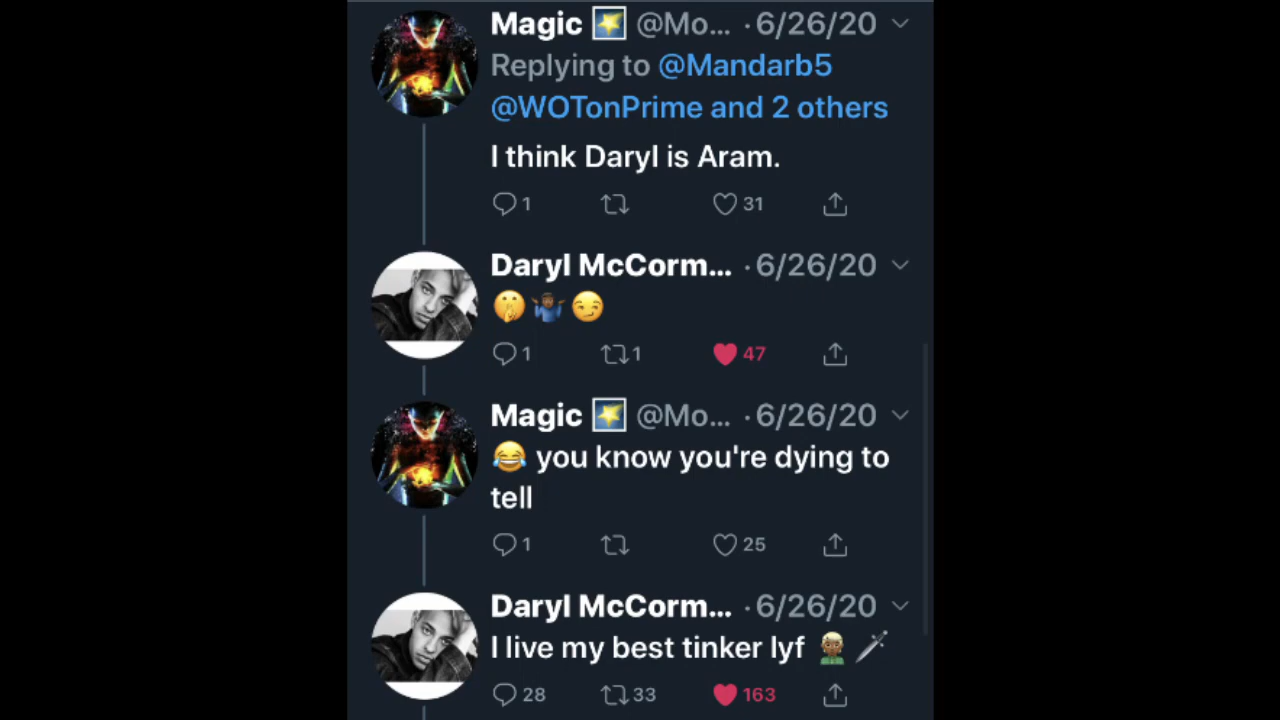 Magic 🌟 @Mo... · 6/26/20
Replying to @Mandarb5
@WOTonPrime and 2 others
I think Daryl is Aram.
1 31
Daryl McCorm... · 6/26/20
🤫🤷🏾‍♂️😏
1 1 47
Magic 🌟 @Mo... · 6/26/20
😂 you know you're dying to
tell
1 25
Daryl McCorm... · 6/26/20
I live my best tinker lyf 🧝🏽‍♂️🗡️
28 33 163